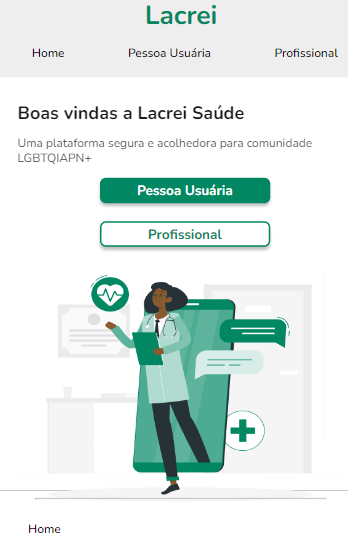 Lacrei
Home Pessoa Usuária Profissional
Boas vindas a Lacrei Saúde
Uma plataforma segura e acolhedora para comunidade
LGBTQIAPN+
Pessoa Usuária
Profissional
Home